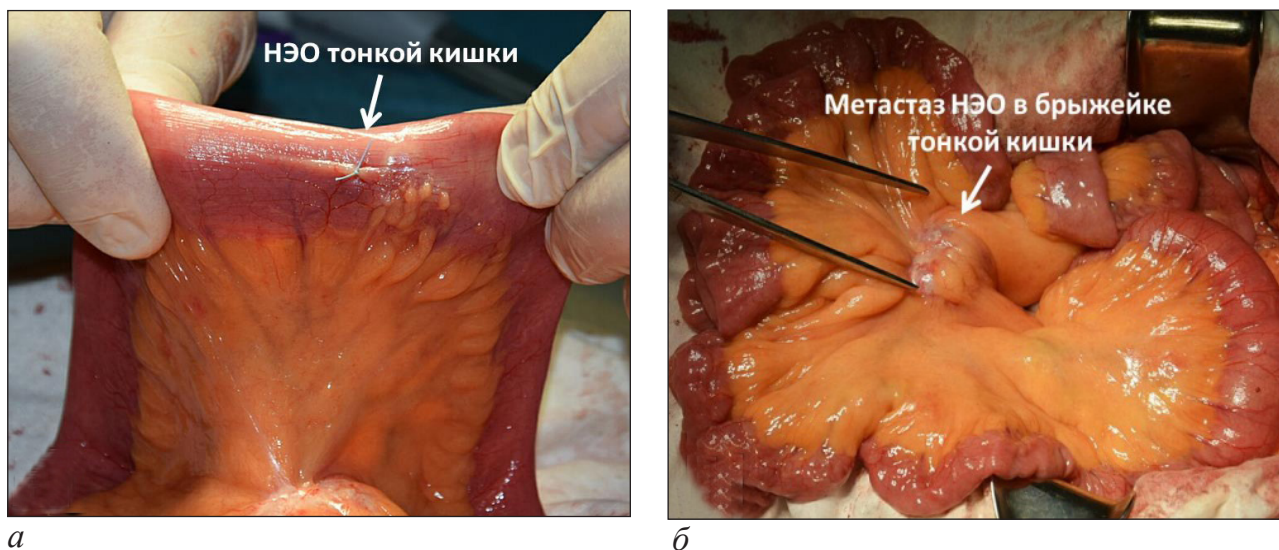 НЭО тонкой кишки
Метастаз НЭО в брыжейке
тонкой кишки
а
б